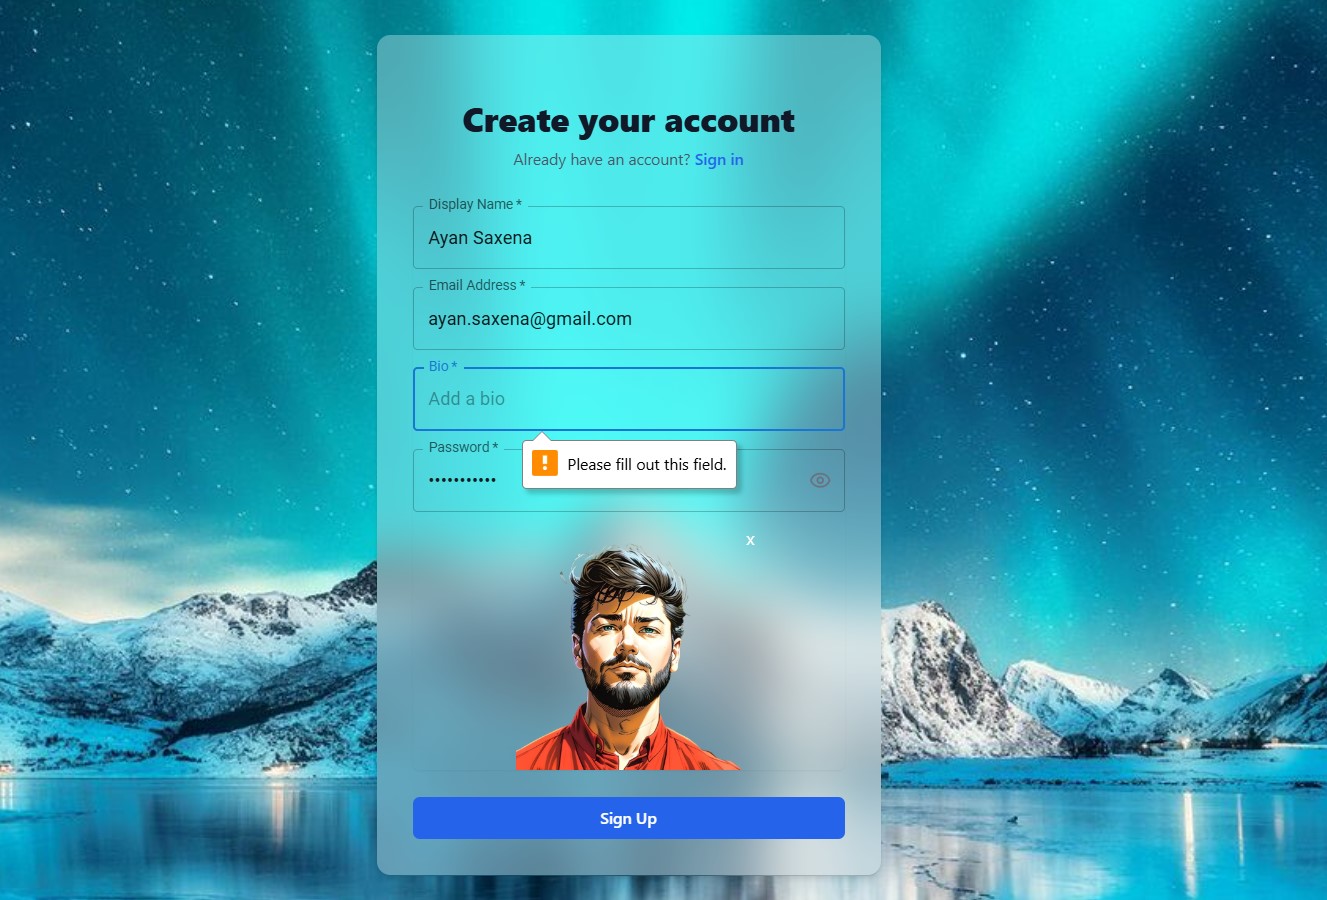 Create your account
Already have an account? Sign in
Display Name *
Ayan Saxena
Email Address *
ayan.saxena@gmail.com
Bio *
Add a bio
Password *
•••••••••••
! Please fill out this field.
x
Sign Up